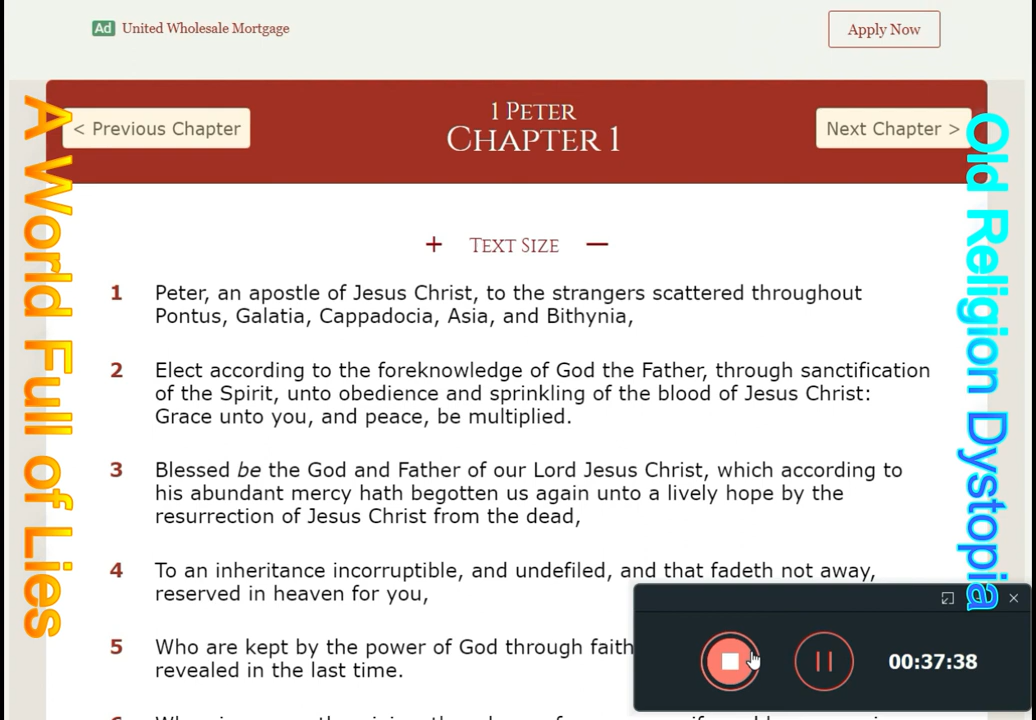 Ad United Wholesale Mortgage
Apply Now
< Previous Chapter
1 Peter
Chapter 1
Next Chapter >
A World Full of Lies
Old Religion Dystopia
+ Text Size —
1 Peter, an apostle of Jesus Christ, to the strangers scattered throughout
Pontus, Galatia, Cappadocia, Asia, and Bithynia,
2 Elect according to the foreknowledge of God the Father, through sanctification
of the Spirit, unto obedience and sprinkling of the blood of Jesus Christ:
Grace unto you, and peace, be multiplied.
3 Blessed be the God and Father of our Lord Jesus Christ, which according to
his abundant mercy hath begotten us again unto a lively hope by the
resurrection of Jesus Christ from the dead,
4 To an inheritance incorruptible, and undefiled, and that fadeth not away,
reserved in heaven for you,
5 Who are kept by the power of God through faith
revealed in the last time.
00:37:38